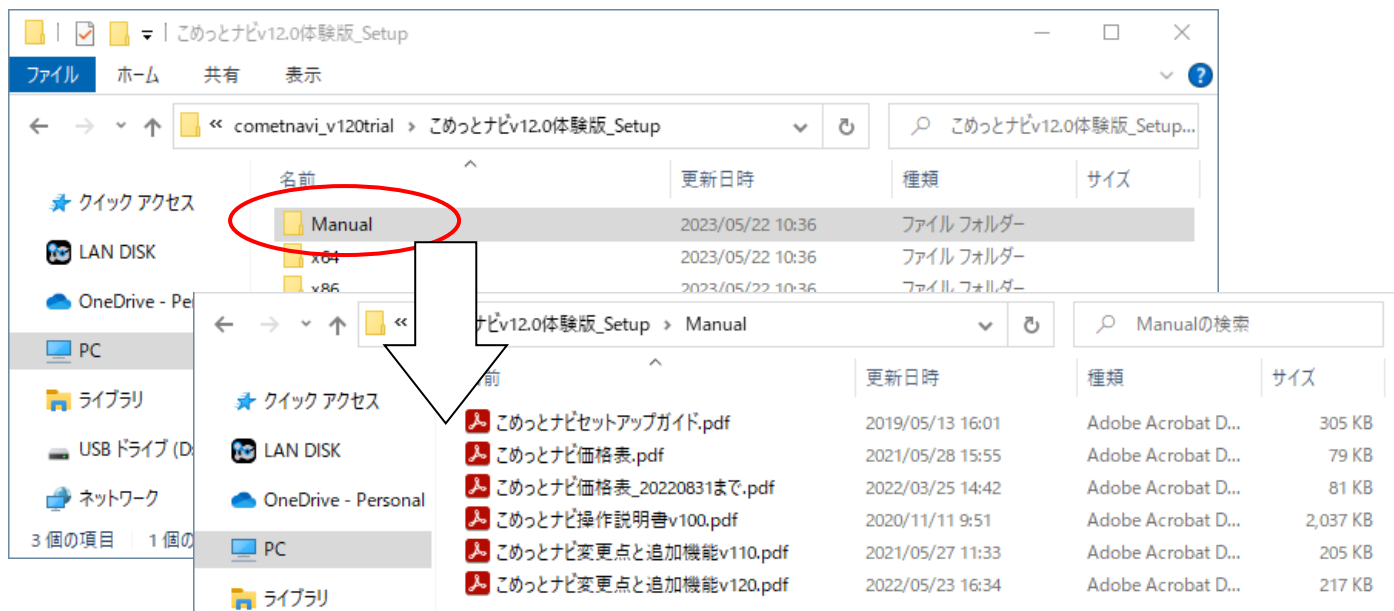 こめっとナビv12.0体験版_Setup
ファイル ホーム 共有 表示
« cometnavi_v120trial › こめっとナビv12.0体験版_Setup こめっとナビv12.0体験版_Setup...
名前 更新日時 種類 サイズ
クイック アクセス
Manual 2023/05/22 10:36 ファイル フォルダー
LAN DISK
x64 2023/05/22 10:36 ファイル フォルダー
x86 2023/05/22 10:36 ファイル フォルダー
OneDrive - Pe
PC
ライブラリ
USB ドライブ (D:
ネットワーク
3 個の項目 1 個の
« ナビv12.0体験版_Setup › Manual Manualの検索
前 更新日時 種類 サイズ
クイック アクセス
LAN DISK
OneDrive - Personal
PC
ライブラリ
こめっとナビセットアップガイド.pdf 2019/05/13 16:01 Adobe Acrobat D... 305 KB
こめっとナビ価格表.pdf 2021/05/28 15:55 Adobe Acrobat D... 79 KB
こめっとナビ価格表_20220831まで.pdf 2022/03/25 14:42 Adobe Acrobat D... 81 KB
こめっとナビ操作説明書v100.pdf 2020/11/11 9:51 Adobe Acrobat D... 2,037 KB
こめっとナビ変更点と追加機能v110.pdf 2021/05/27 11:33 Adobe Acrobat D... 205 KB
こめっとナビ変更点と追加機能v120.pdf 2022/05/23 16:34 Adobe Acrobat D... 217 KB